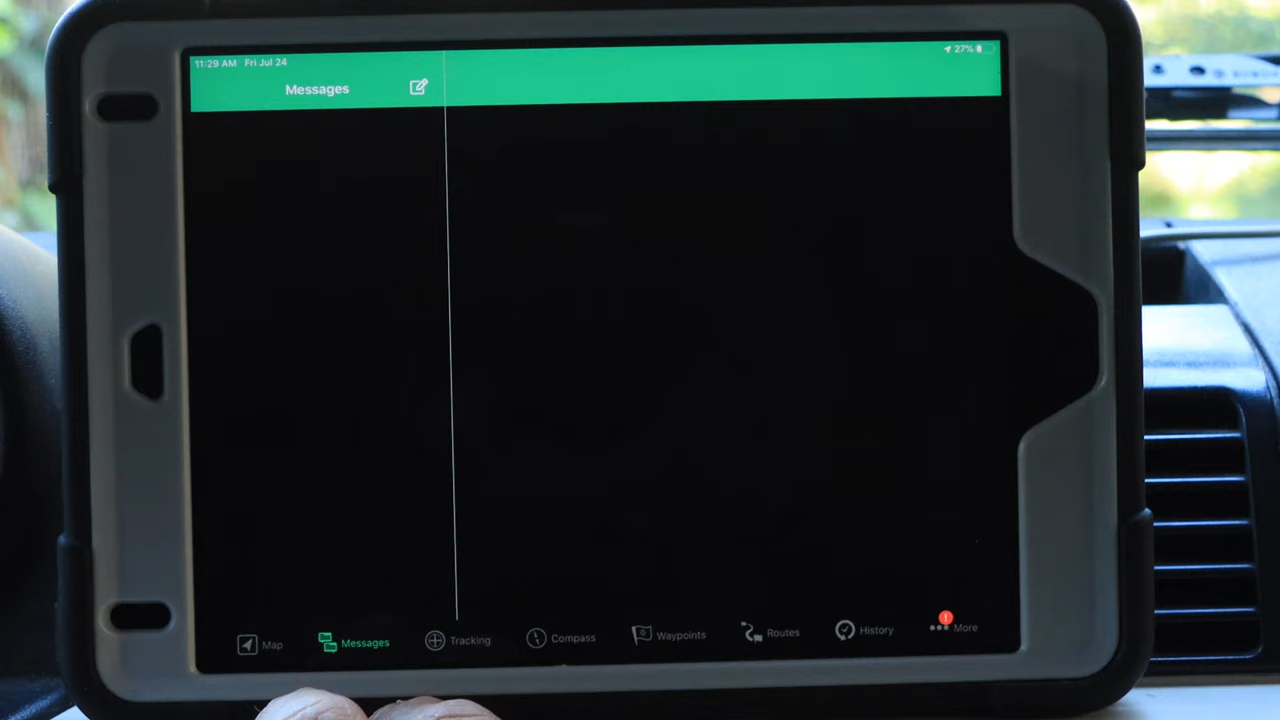 11:29 AM Fri Jul 24
27%
Messages
Map
Messages
Tracking
Compass
Waypoints
Routes
History
!
More